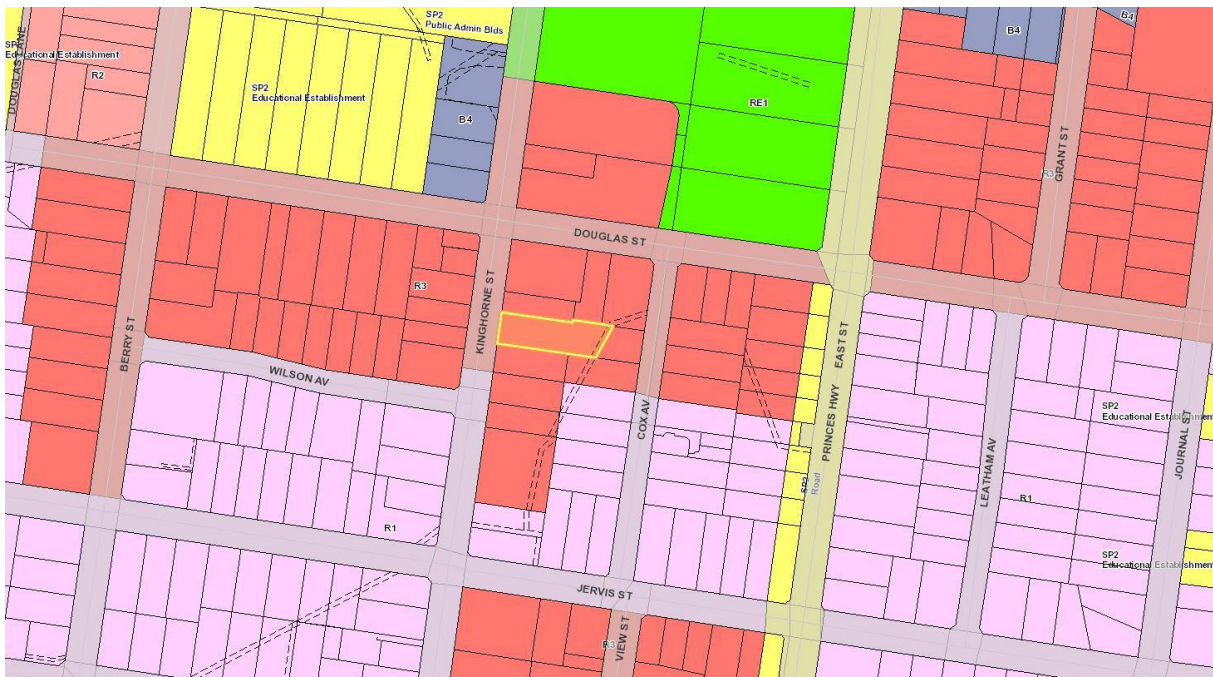 SP2
Public Admin Blds
B4
B4
DOUGLAS LANE
SP2
Educational Establishment
R2
SP2
Educational Establishment
B4
RE1
GRANT ST
R3
DOUGLAS ST
KINGHORNE ST
R3
BERRY ST
WILSON AV
COX AV
PRINCES HWY
EAST ST
SP2
Road
LEATHAM AV
SP2
Educational Establishment
JOURNAL ST
R1
R1
SP2
Educational Establishment
JERVIS ST
VIEW ST
R3